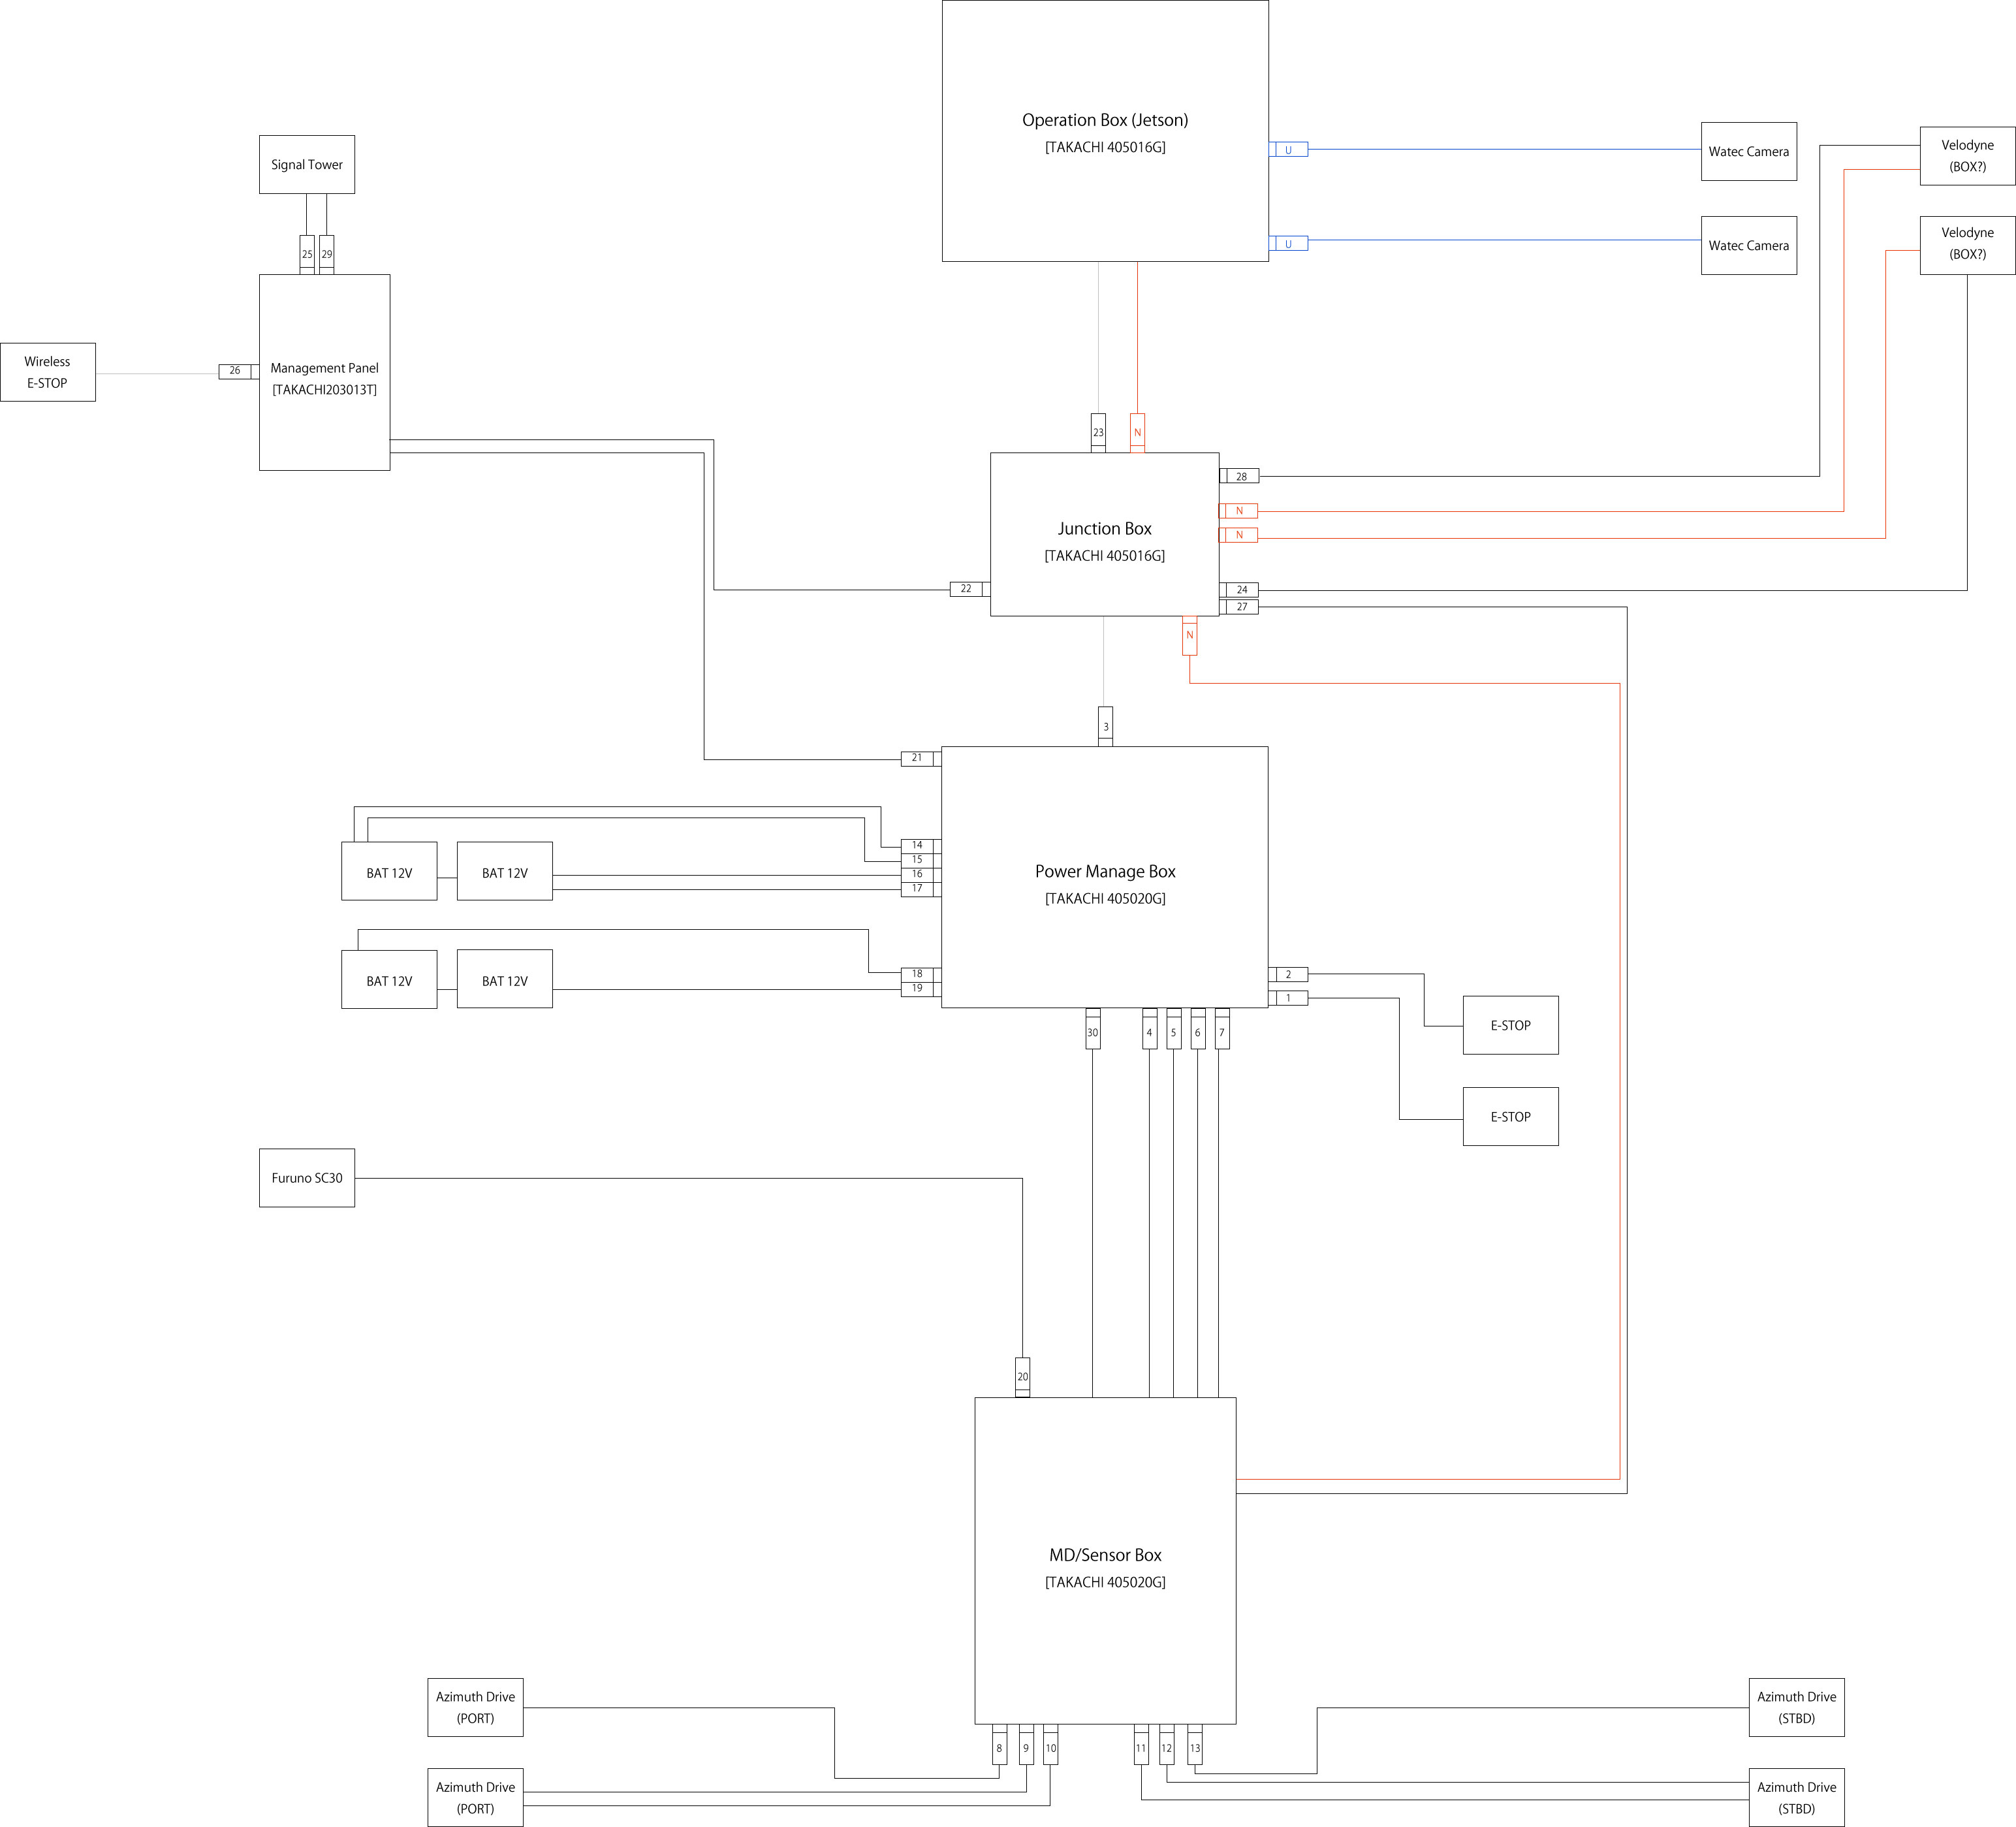 Operation Box (Jetson)
[TAKACHI 405016G]
U
U
Watec Camera
Watec Camera
Velodyne
(BOX?)
Velodyne
(BOX?)
Signal Tower
25
29
Wireless
E-STOP
26
Management Panel
[TAKACHI203013T]
23
N
Junction Box
[TAKACHI 405016G]
28
N
N
22
24
27
N
3
21
Power Manage Box
[TAKACHI 405020G]
14
15
16
17
BAT 12V
BAT 12V
18
19
BAT 12V
BAT 12V
2
1
E-STOP
E-STOP
30
4
5
6
7
Furuno SC30
20
MD/Sensor Box
[TAKACHI 405020G]
Azimuth Drive
(PORT)
Azimuth Drive
(PORT)
8
9
10
11
12
13
Azimuth Drive
(STBD)
Azimuth Drive
(STBD)